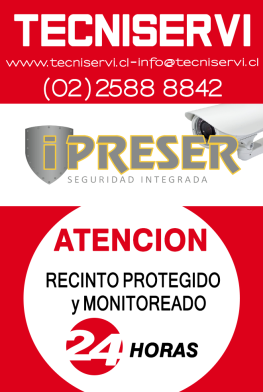 TECNISERVI
www.tecniservi.cl-info@tecniservi.cl
(02)2588 8842
iPRESER
SEGURIDAD INTEGRADA
ATENCION
RECINTO PROTEGIDO
y MONITOREADO
24 HORAS